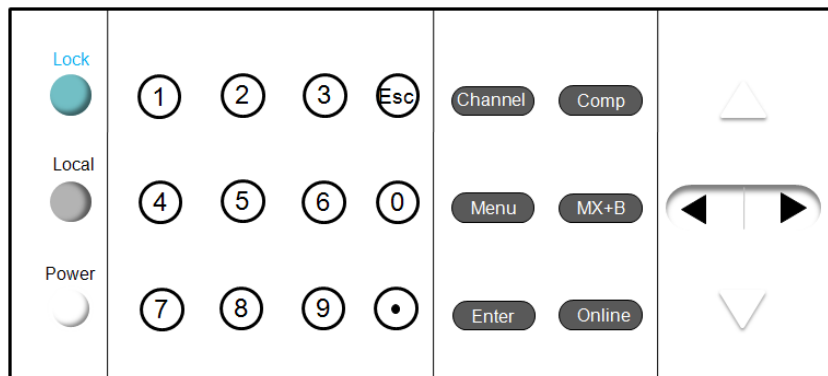 Lock
1 2 3 Esc Channel Comp
Local
4 5 6 0 Menu MX+B
Power
7 8 9 • Enter Online